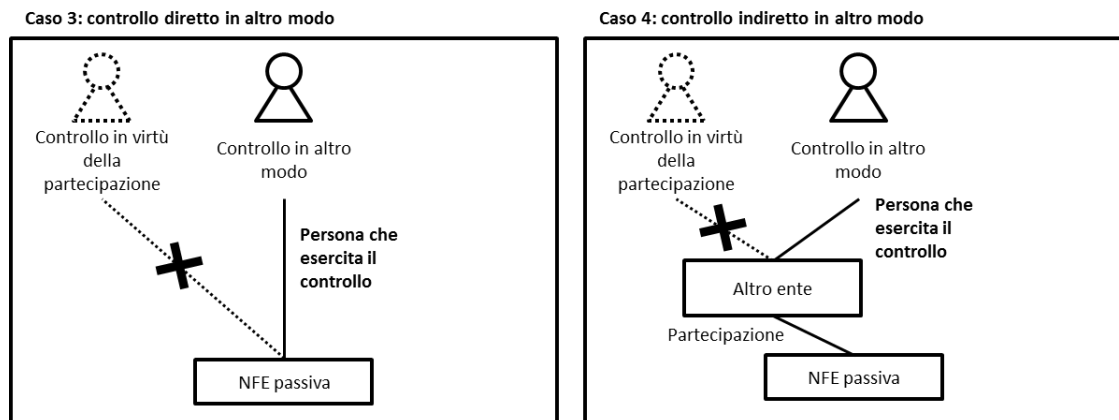 Caso 3: controllo diretto in altro modo
Controllo in virtù
della
partecipazione
Controllo in altro
modo
Persona che
esercita il
controllo
NFE passiva
Caso 4: controllo indiretto in altro modo
Controllo in virtù
della
partecipazione
Controllo in altro
modo
Persona che
esercita il
controllo
Altro ente
Partecipazione
NFE passiva